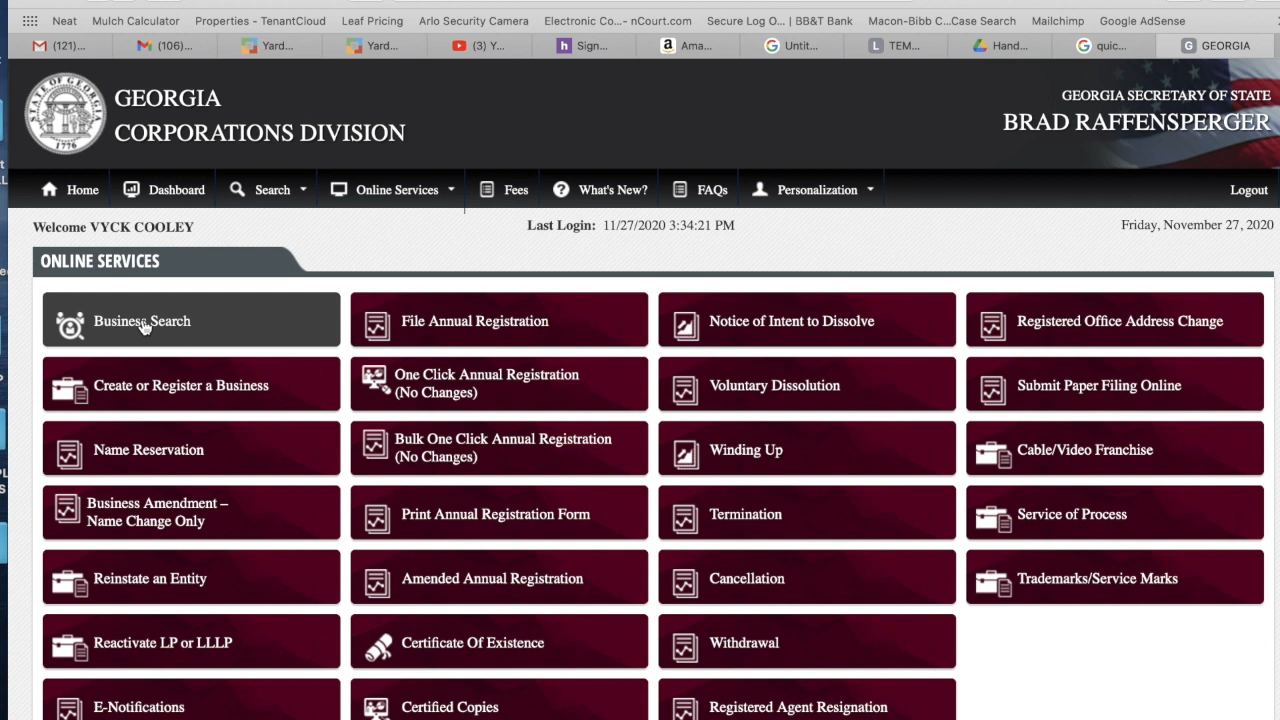 Neat Mulch Calculator Properties - TenantCloud Leaf Pricing Arlo Security Camera Electronic Co...- nCourt.com Secure Log O... | BB&T Bank Macon-Bibb C...Case Search Mailchimp Google AdSense
(121)... (106)... Yard... Yard... (3) Y... Sign... Ama... Untit... TEM... Hand... quic... GEORGIA
GEORGIA
CORPORATIONS DIVISION
STATE OF GEORGIA
1776
GEORGIA SECRETARY OF STATE
BRAD RAFFENSPERGER
Home Dashboard Search Online Services Fees What's New? FAQs Personalization Logout
Welcome VYCK COOLEY Last Login: 11/27/2020 3:34:21 PM Friday, November 27, 2020
ONLINE SERVICES
Business Search
File Annual Registration
Notice of Intent to Dissolve
Registered Office Address Change
Create or Register a Business
One Click Annual Registration
(No Changes)
Voluntary Dissolution
Submit Paper Filing Online
Name Reservation
Bulk One Click Annual Registration
(No Changes)
Winding Up
Cable/Video Franchise
Business Amendment –
Name Change Only
Print Annual Registration Form
Termination
Service of Process
Reinstate an Entity
Amended Annual Registration
Cancellation
Trademarks/Service Marks
Reactivate LP or LLLP
Certificate Of Existence
Withdrawal
E-Notifications
Certified Copies
Registered Agent Resignation